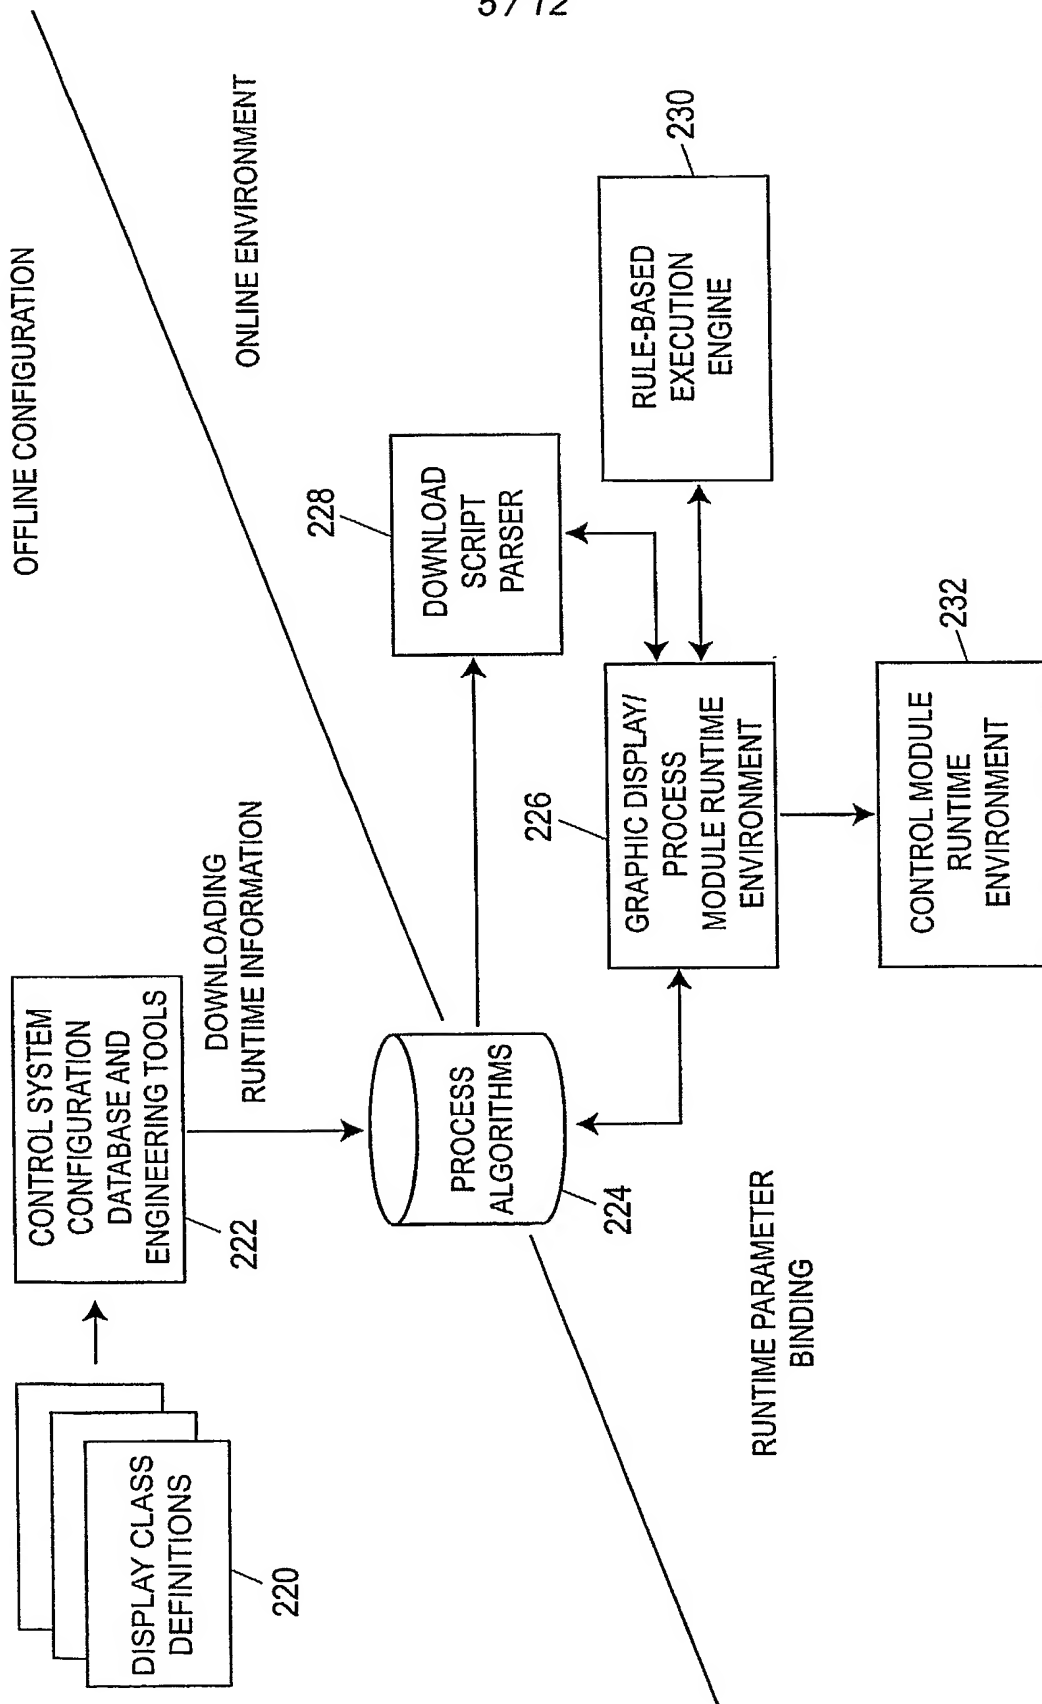 5 / 12
OFFLINE CONFIGURATION
ONLINE ENVIRONMENT
DISPLAY CLASS
DEFINITIONS
220
CONTROL SYSTEM
CONFIGURATION
DATABASE AND
ENGINEERING TOOLS
222
DOWNLOADING
RUNTIME INFORMATION
PROCESS
ALGORITHMS
224
DOWNLOAD
SCRIPT
PARSER
228
RULE-BASED
EXECUTION
ENGINE
230
GRAPHIC DISPLAY/
PROCESS
MODULE RUNTIME
ENVIRONMENT
226
CONTROL MODULE
RUNTIME
ENVIRONMENT
232
RUNTIME PARAMETER
BINDING